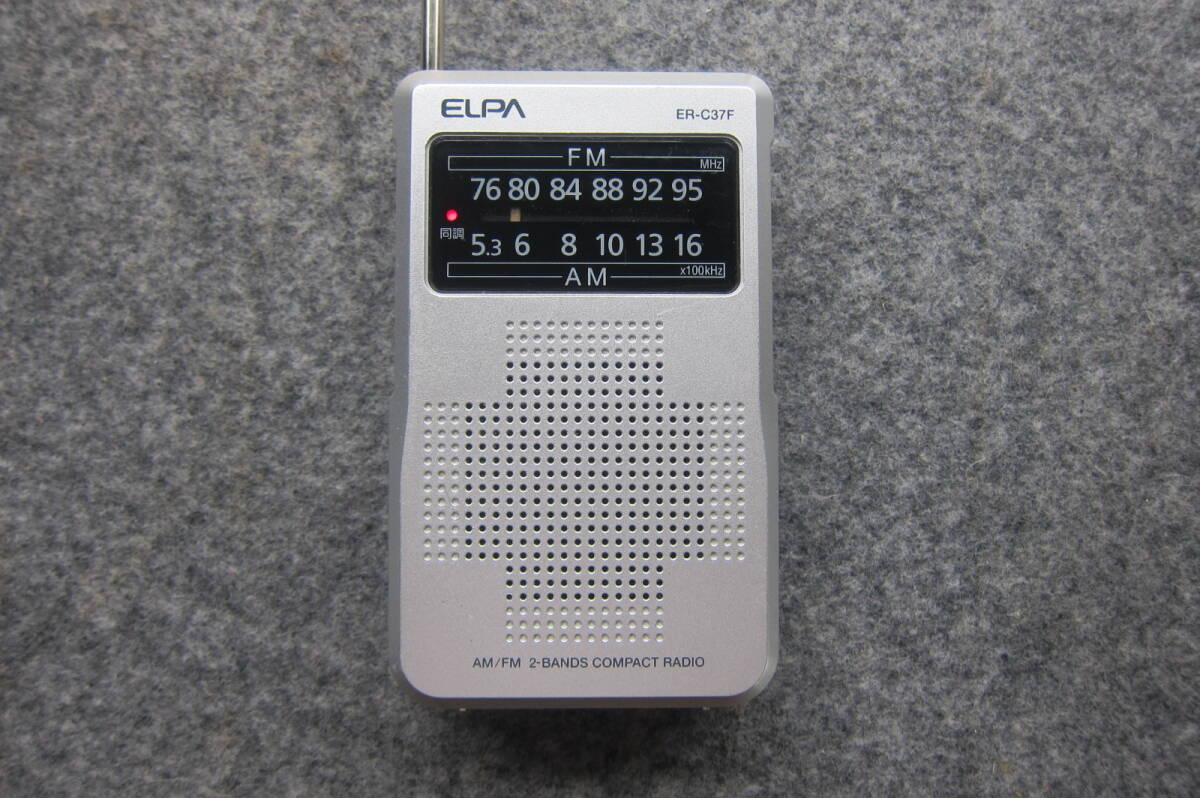 ELPA ER-C37F
FM MHz
76 80 84 88 92 95
同調
5.3 6 8 10 13 16
AM x100kHz
AM/FM 2-BANDS COMPACT RADIO